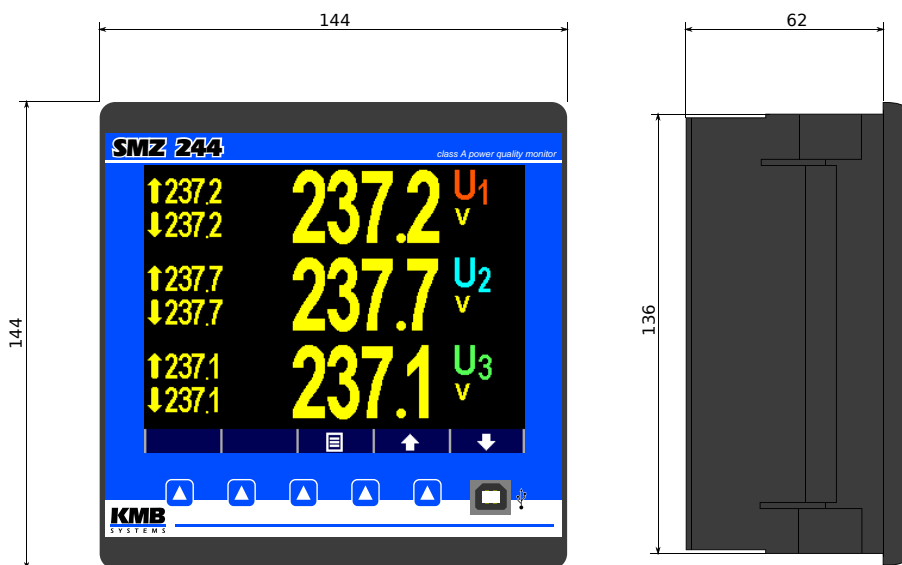 144
62
144
136
SMZ 244
class A power quality monitor
237.2
237.2
237.2
U1
V
237.7
237.7
237.7
U2
V
237.1
237.1
237.1
U3
V
KMB
SYSTEMS